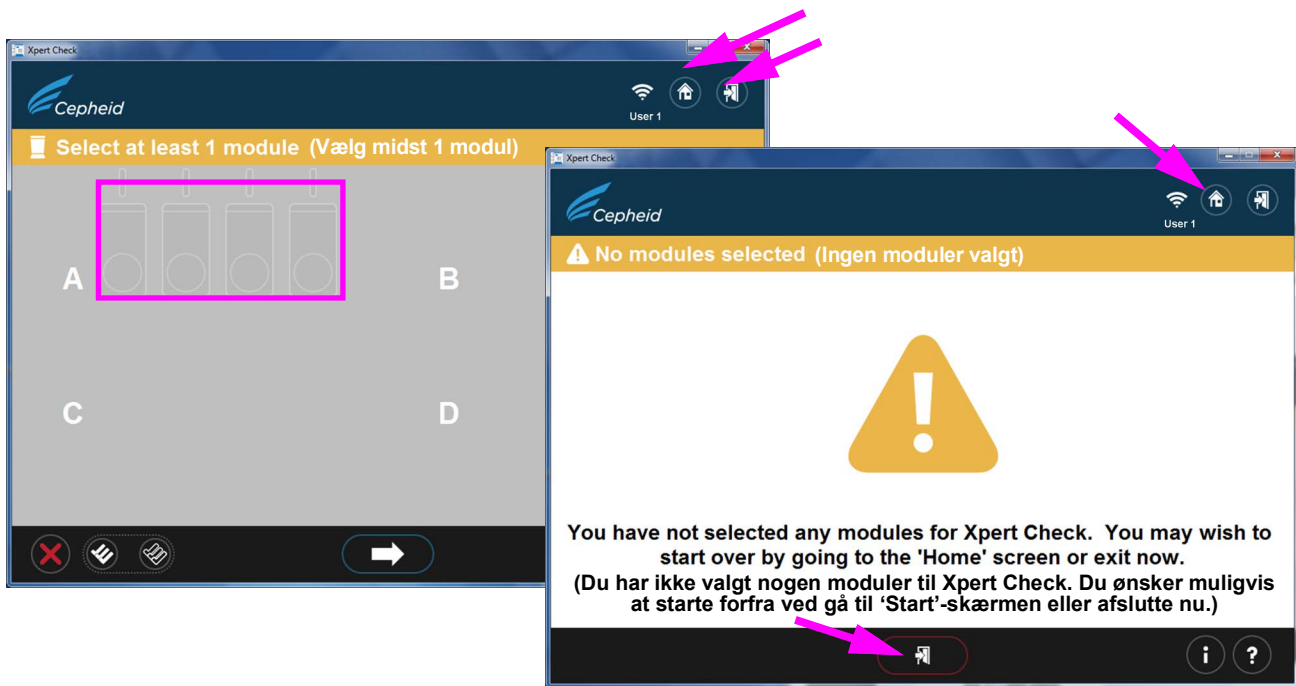 Xpert Check
Cepheid
User 1
Select at least 1 module (Vælg midst 1 modul)
A
B
C
D
Xpert Check
Cepheid
User 1
No modules selected (Ingen moduler valgt)
You have not selected any modules for Xpert Check. You may wish to
start over by going to the 'Home' screen or exit now.
(Du har ikke valgt nogen moduler til Xpert Check. Du ønsker muligvis
at starte forfra ved gå til ‘Start’-skærmen eller afslutte nu.)
i ?